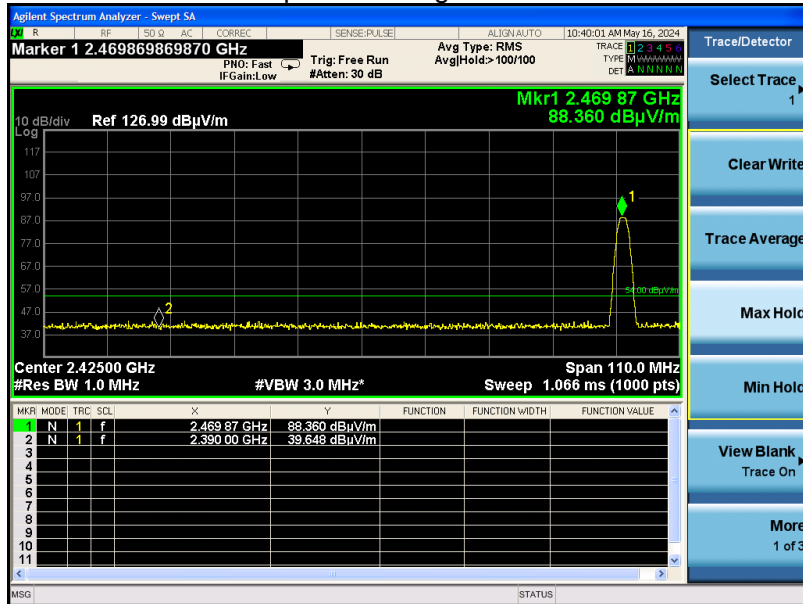 Agilent Spectrum Analyzer - Swept SA
LXI R RF 50 Ω AC CORREC SENSE:PULSE ALIGN AUTO 10:40:01 AM May 16, 2024
Marker 1 2.469869869870 GHz
PNO: Fast
IFGain:Low
Trig: Free Run
#Atten: 30 dB
Avg Type: RMS
Avg|Hold:>100/100
TRACE 1 2 3 4 5 6
TYPE M
DET A N N N N N
Mkr1 2.469 87 GHz
88.360 dBµV/m
10 dB/div Ref 126.99 dBµV/m
Log
117
107
97.0
87.0
77.0
67.0
57.0
47.0
37.0
1
2
54.00 dBµV/m
Center 2.42500 GHz Span 110.0 MHz
#Res BW 1.0 MHz #VBW 3.0 MHz* Sweep 1.066 ms (1000 pts)
MKR MODE TRC SCL X Y FUNCTION FUNCTION WIDTH FUNCTION VALUE
1 N 1 f 2.469 87 GHz 88.360 dBµV/m
2 N 1 f 2.390 00 GHz 39.648 dBµV/m
3
4
5
6
7
8
9
10
11
MSG STATUS
Trace/Detector
Select Trace
1
Clear Write
Trace Average
Max Hold
Min Hold
View Blank
Trace On
More
1 of 3